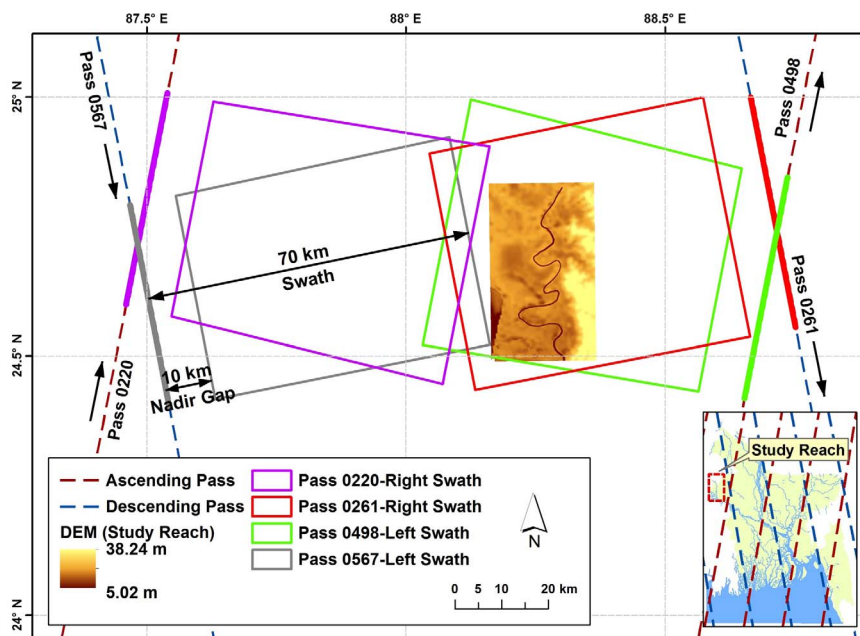 87.5° E
88° E
88.5° E
25° N
24.5° N
24° N
Pass 0567
Pass 0498
70 km
Swath
10 km
Nadir Gap
Pass 0220
Pass 0261
Study Reach
Ascending Pass
Descending Pass
DEM (Study Reach)
38.24 m
5.02 m
Pass 0220-Right Swath
Pass 0261-Right Swath
Pass 0498-Left Swath
Pass 0567-Left Swath
N
0 5 10 20 km